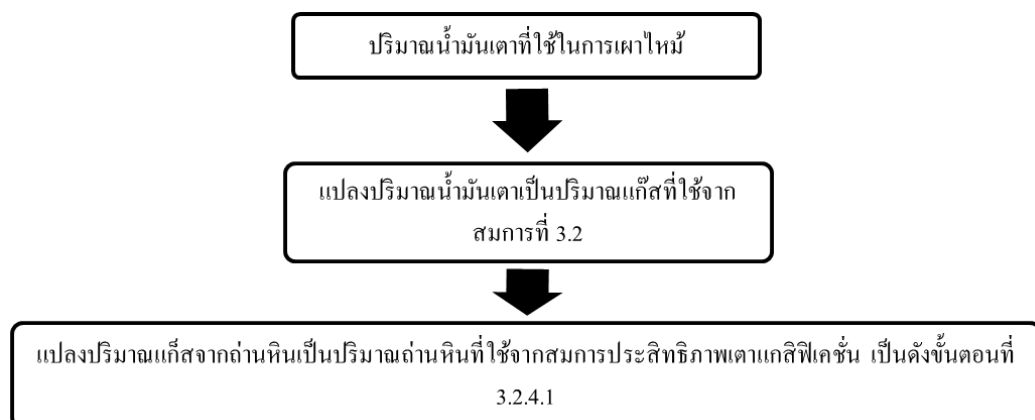 ปริมาณน้ำมันเตาที่ใช้ในการเผาไหม้
แปลงปริมาณน้ำมันเตาเป็นปริมาณแก๊สที่ใช้จาก
สมการที่ 3.2
แปลงปริมาณแก็สจากถ่านหินเป็นปริมาณถ่านหินที่ใช้จากสมการประสิทธิภาพเตาแกสิฟิเคชั่น เป็นดังขั้นตอนที่
3.2.4.1